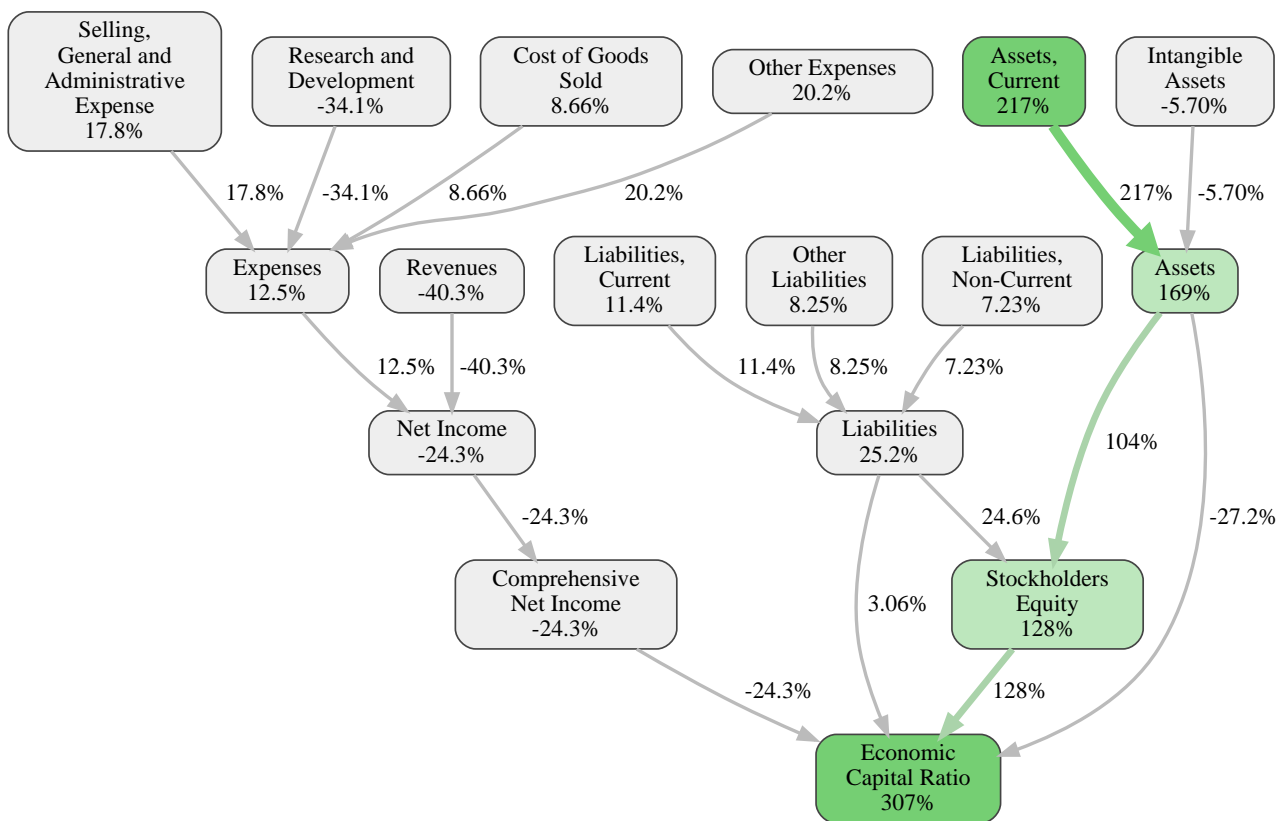 Selling,
General and
Administrative
Expense
17.8%
Research and
Development
-34.1%
Cost of Goods
Sold
8.66%
Other Expenses
20.2%
Assets,
Current
217%
Intangible
Assets
-5.70%
17.8%
-34.1%
8.66%
20.2%
217%
-5.70%
Expenses
12.5%
Revenues
-40.3%
Liabilities,
Current
11.4%
Other
Liabilities
8.25%
Liabilities,
Non-Current
7.23%
Assets
169%
12.5%
-40.3%
11.4%
8.25%
7.23%
104%
-27.2%
Net Income
-24.3%
Liabilities
25.2%
-24.3%
24.6%
3.06%
Comprehensive
Net Income
-24.3%
Stockholders
Equity
128%
-24.3%
128%
Economic
Capital Ratio
307%